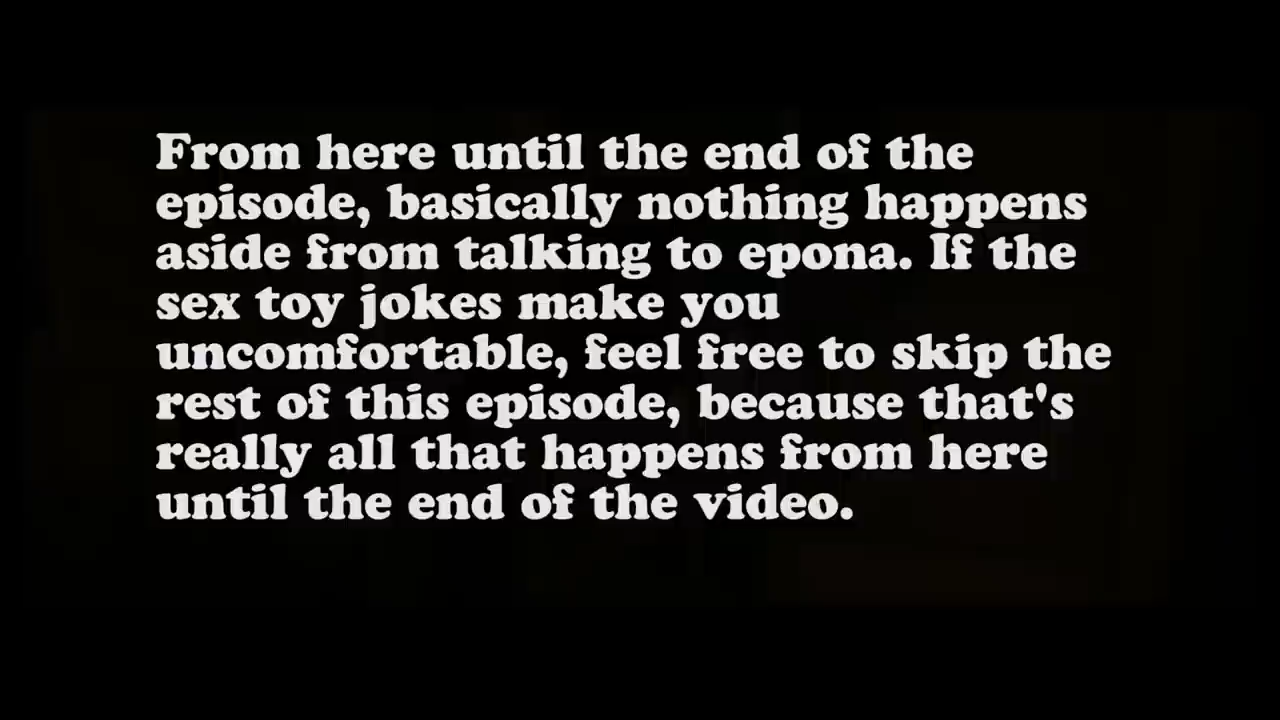 From here until the end of the
episode, basically nothing happens
aside from talking to epona. If the
sex toy jokes make you
uncomfortable, feel free to skip the
rest of this episode, because that's
really all that happens from here
until the end of the video.